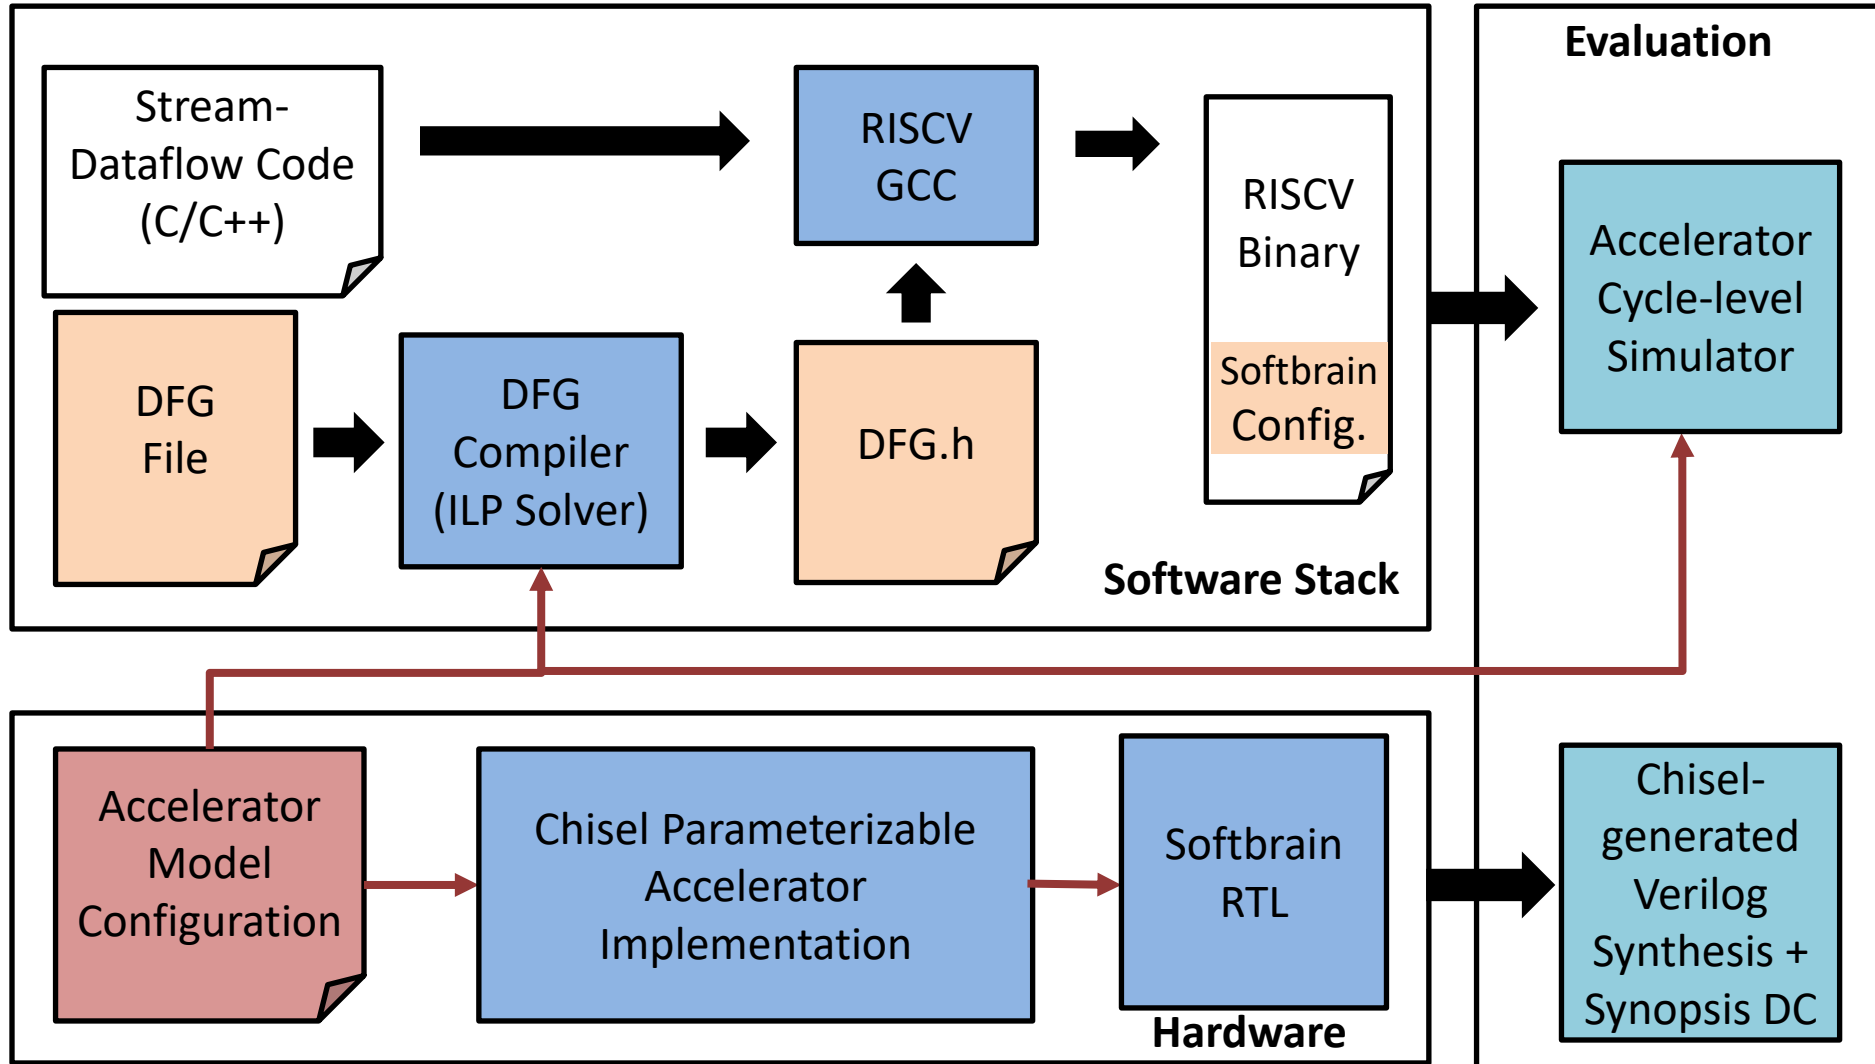 Evaluation
Stream-
Dataflow Code
(C/C++)
RISCV
GCC
RISCV
Binary
Softbrain
Config.
Accelerator
Cycle-level
Simulator
DFG
File
DFG
Compiler
(ILP Solver)
DFG.h
Software Stack
Accelerator
Model
Configuration
Chisel Parameterizable
Accelerator
Implementation
Softbrain
RTL
Hardware
Chisel-
generated
Verilog
Synthesis +
Synopsis DC